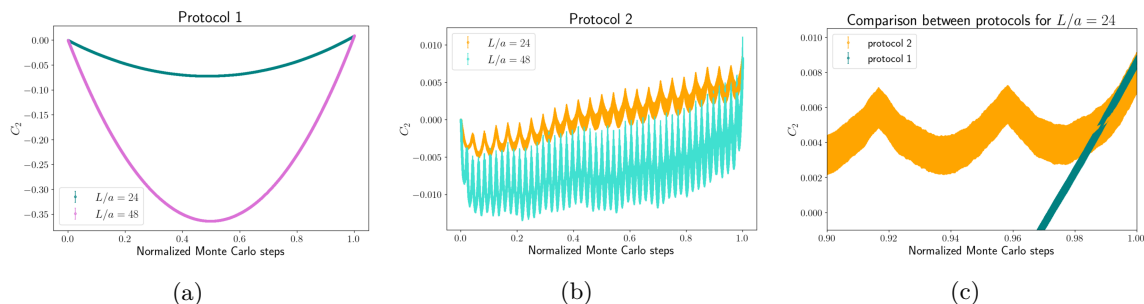 Protocol 1
C₂
0.00
−0.05
−0.10
−0.15
−0.20
−0.25
−0.30
−0.35
L/a = 24
L/a = 48
0.0 0.2 0.4 0.6 0.8 1.0
Normalized Monte Carlo steps
(a)
Protocol 2
C₂
0.010
0.005
0.000
−0.005
−0.010
L/a = 24
L/a = 48
0.0 0.2 0.4 0.6 0.8 1.0
Normalized Monte Carlo steps
(b)
Comparison between protocols for L/a = 24
C₂
0.010
0.008
0.006
0.004
0.002
0.000
protocol 2
protocol 1
0.90 0.92 0.94 0.96 0.98 1.00
Normalized Monte Carlo steps
(c)